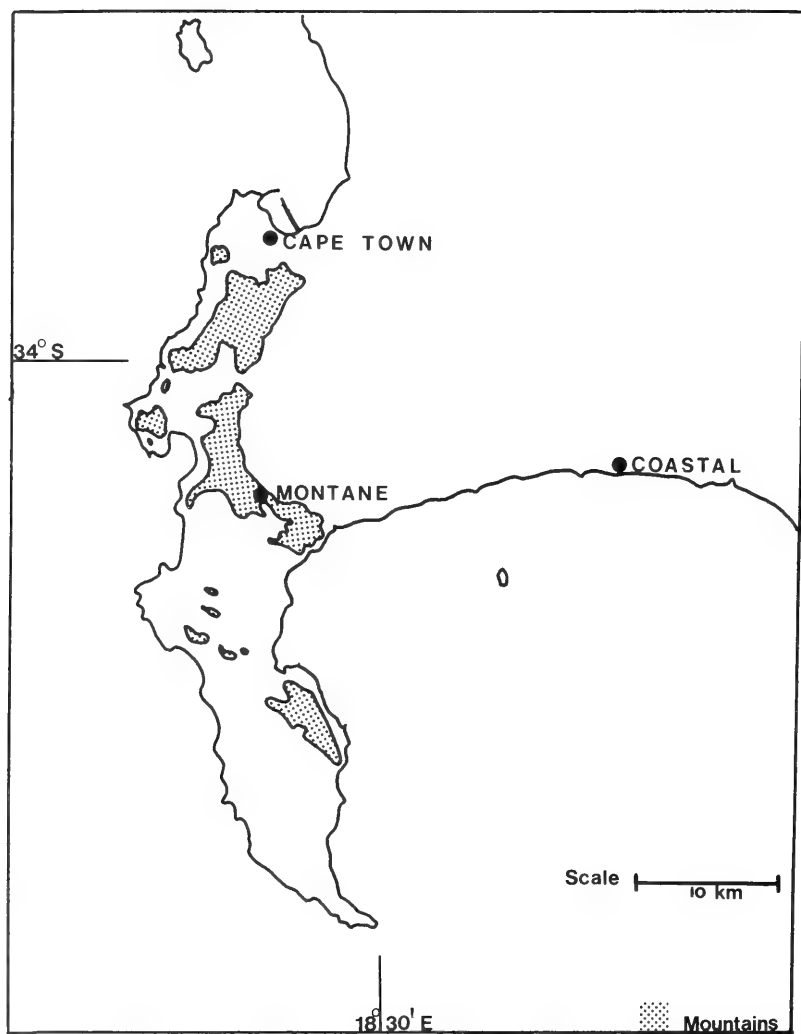 CAPE TOWN
34° S
COASTAL
MONTANE
Scale
10 km
18°30' E
Mountains